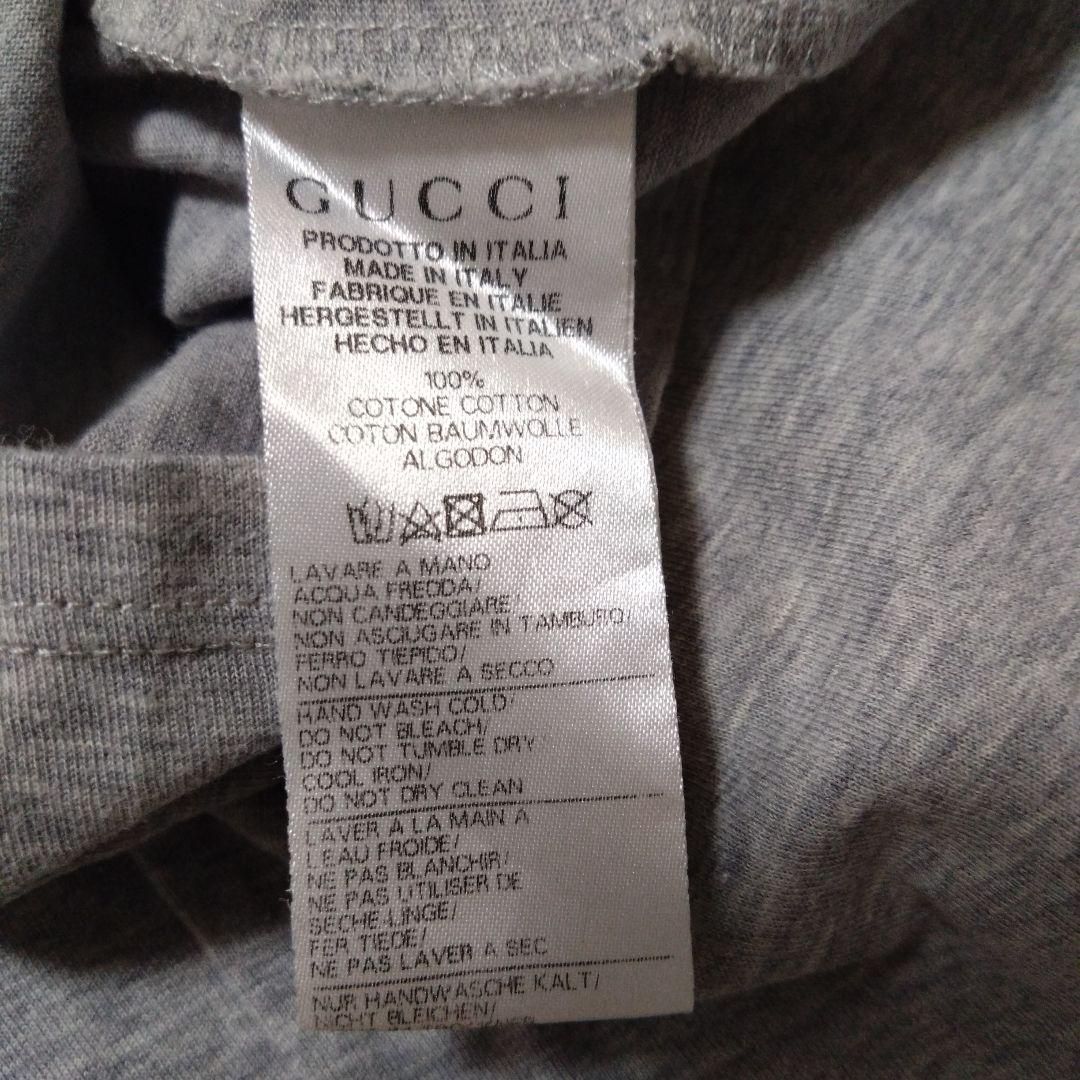 GUCCI
PRODOTTO IN ITALIA
MADE IN ITALY
FABRIQUE EN ITALIE
HERGESTELLT IN ITALIEN
HECHO EN ITALIA
100%
COTONE COTTON
COTON BAUMWOLLE
ALGODON
LAVARE A MANO
ACQUA FREDDA/
NON CANDEGGIARE/
NON ASCIUGARE IN TAMBURO/
FERRO TIEPIDO/
NON LAVARE A SECCO
HAND WASH COLD/
DO NOT BLEACH/
DO NOT TUMBLE DRY
COOL IRON/
DO NOT DRY CLEAN
LAVER A LA MAIN A
L'EAU FROIDE/
NE PAS BLANCHIR/
NE PAS UTILISER DE
SECHE-LINGE/
FER TIEDE/
NE PAS LAVER A SEC
NUR HANDWASCHE KALT/
NICHT BLEICHEN/